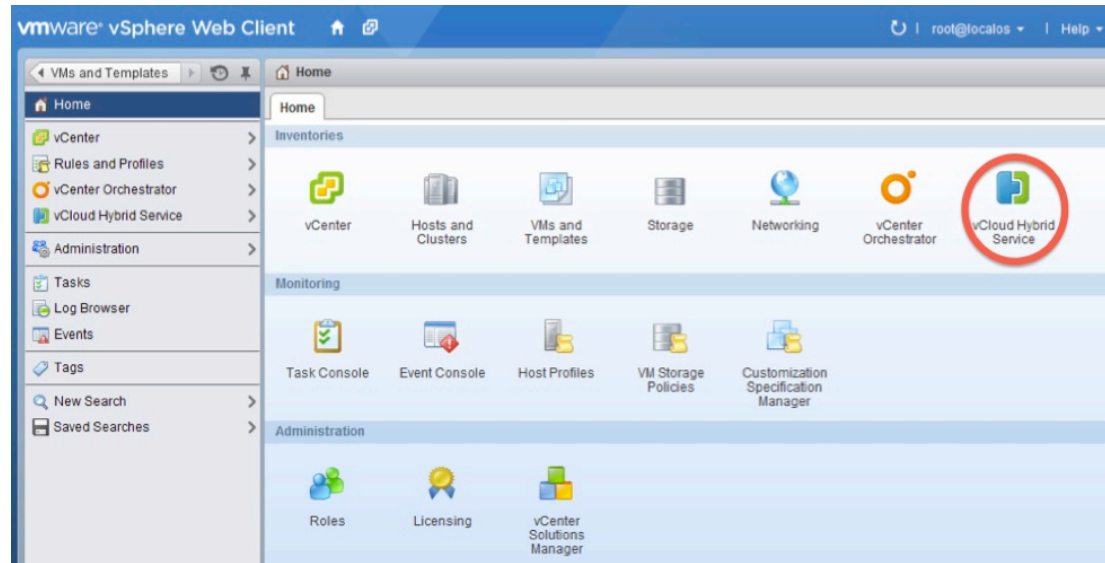 vmware® vSphere Web Client
root@localos
Help
VMs and Templates
Home
vCenter
Rules and Profiles
vCenter Orchestrator
vCloud Hybrid Service
Administration
Tasks
Log Browser
Events
Tags
New Search
Saved Searches
Home
Home
Inventories
vCenter
Hosts and
Clusters
VMs and
Templates
Storage
Networking
vCenter
Orchestrator
vCloud Hybrid
Service
Monitoring
Task Console
Event Console
Host Profiles
VM Storage
Policies
Customization
Specification
Manager
Administration
Roles
Licensing
vCenter
Solutions
Manager